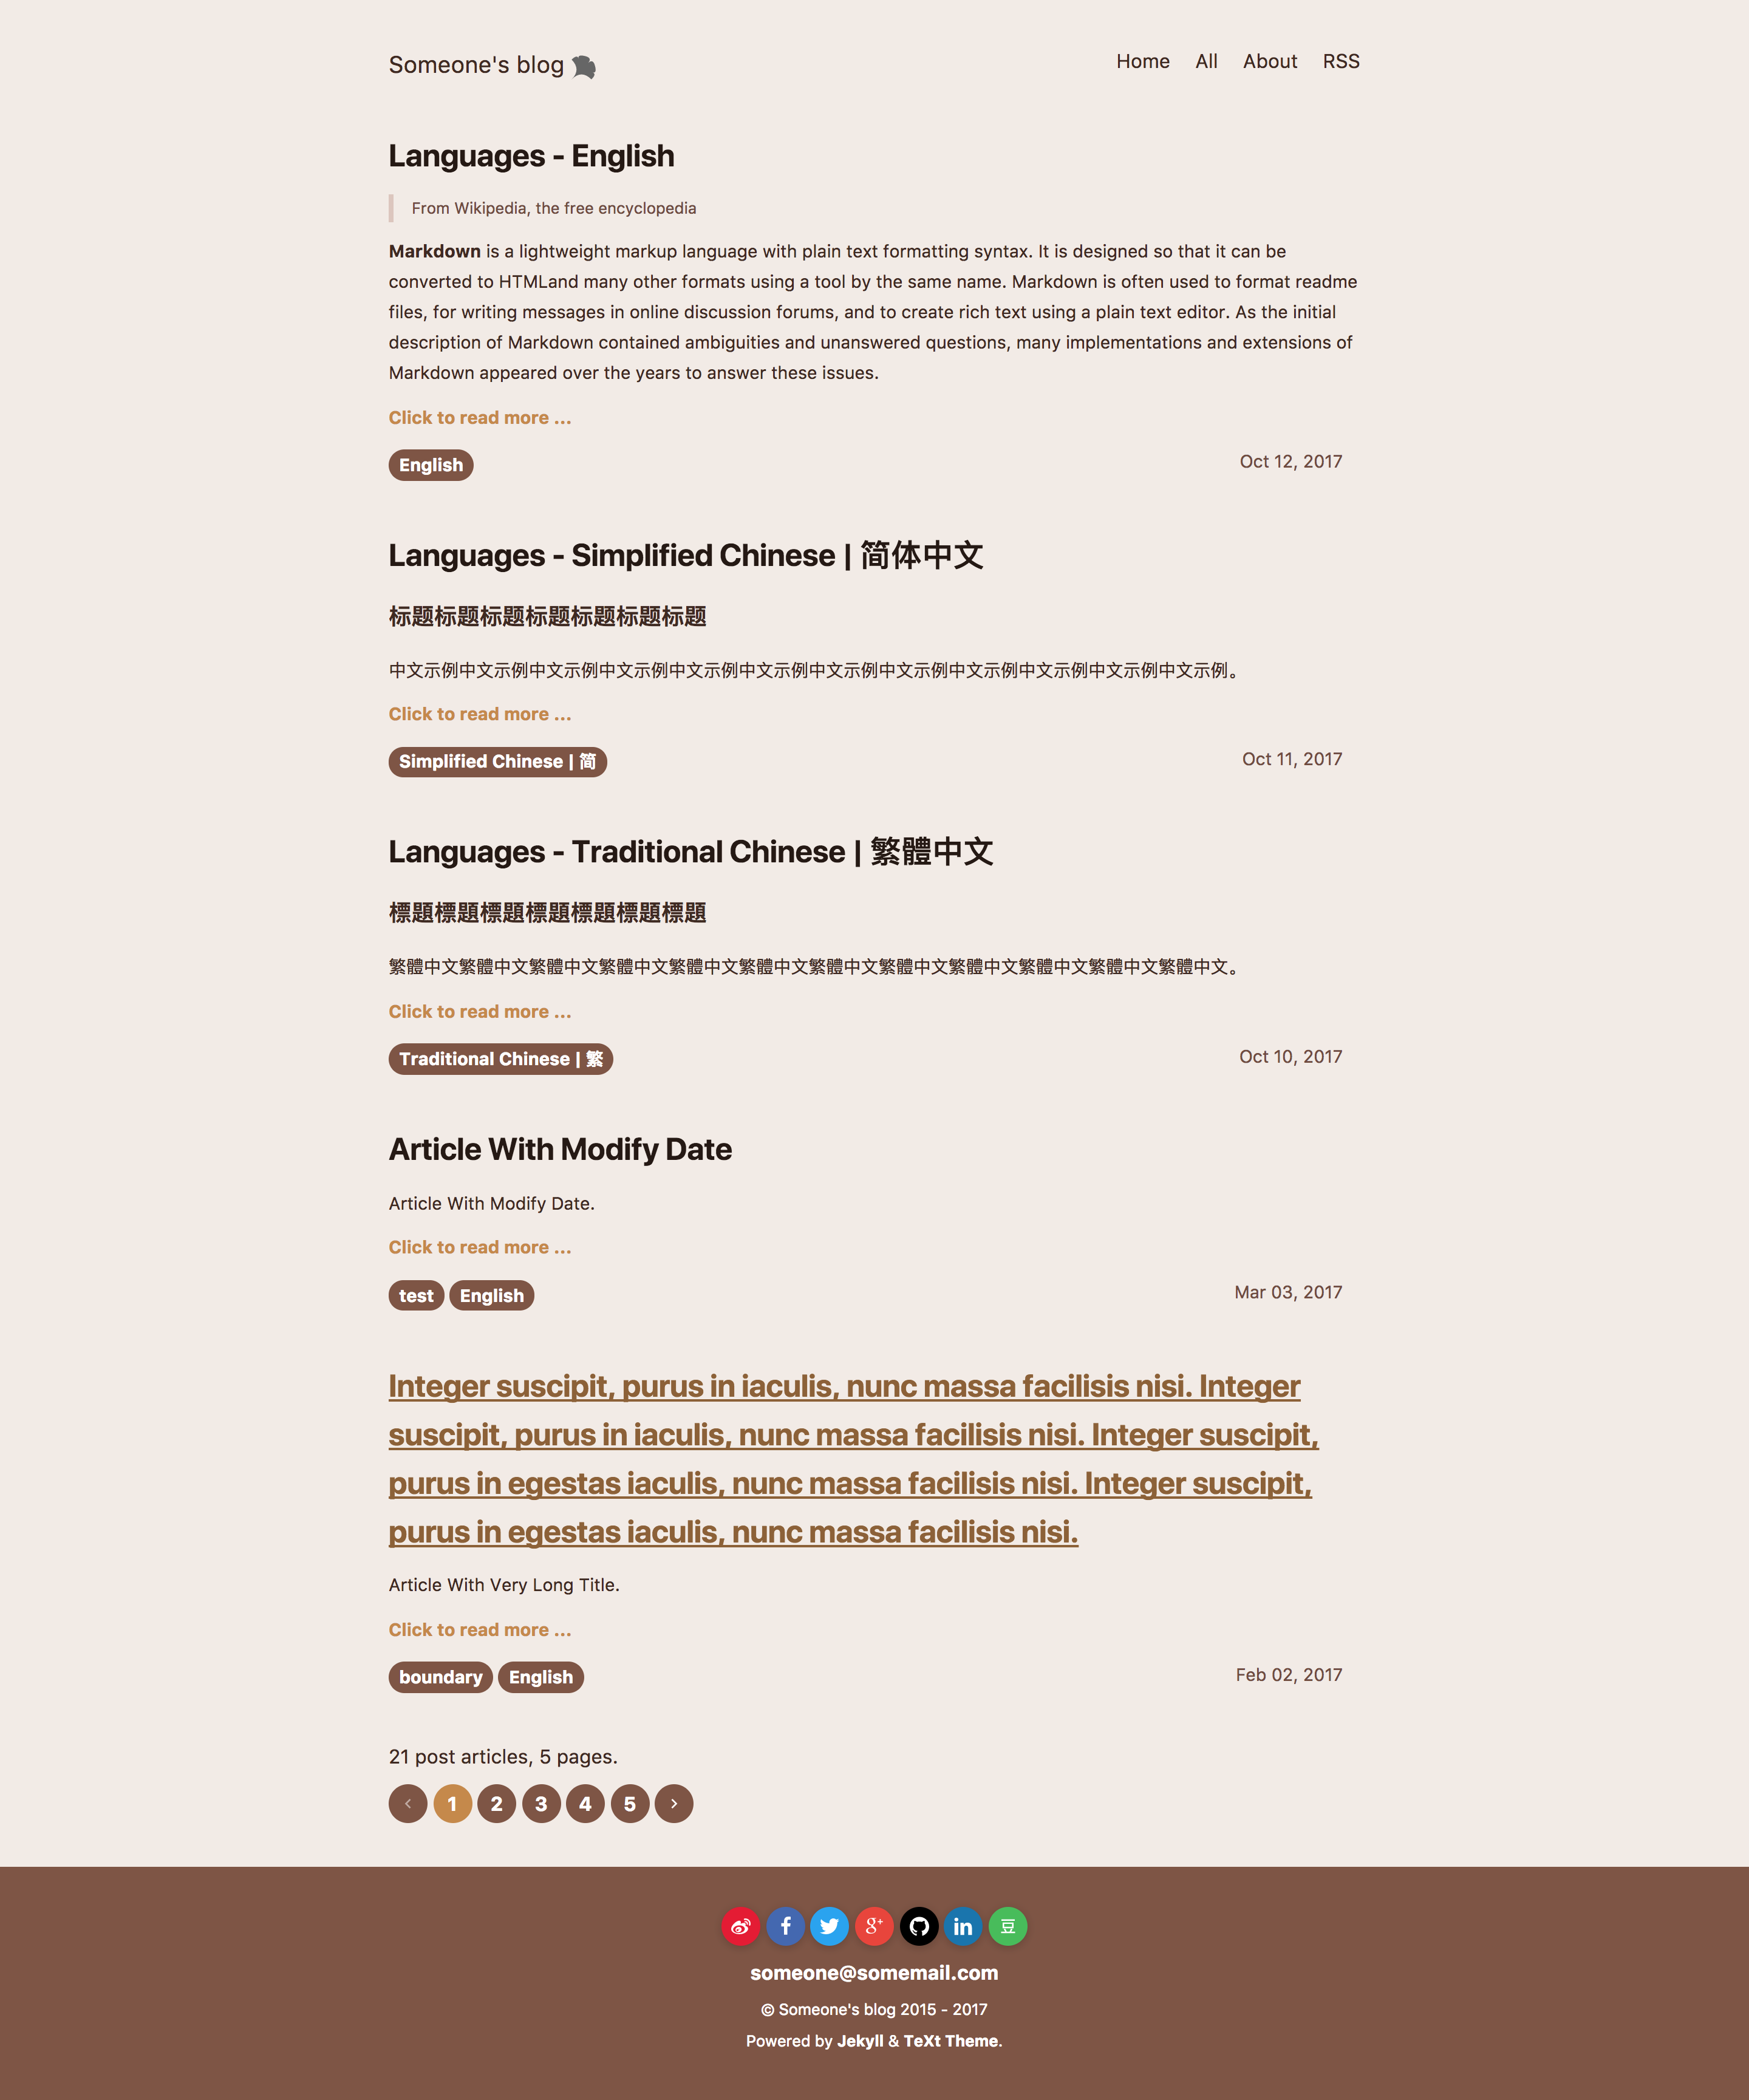 Someone's blog
Home All About RSS
Languages - English
From Wikipedia, the free encyclopedia
Markdown is a lightweight markup language with plain text formatting syntax. It is designed so that it can be
converted to HTMLand many other formats using a tool by the same name. Markdown is often used to format readme
files, for writing messages in online discussion forums, and to create rich text using a plain text editor. As the initial
description of Markdown contained ambiguities and unanswered questions, many implementations and extensions of
Markdown appeared over the years to answer these issues.
Click to read more ...
English Oct 12, 2017
Languages - Simplified Chinese | 简体中文
标题标题标题标题标题标题标题
中文示例中文示例中文示例中文示例中文示例中文示例中文示例中文示例中文示例中文示例中文示例中文示例。
Click to read more ...
Simplified Chinese | 简 Oct 11, 2017
Languages - Traditional Chinese | 繁體中文
標題標題標題標題標題標題標題
繁體中文繁體中文繁體中文繁體中文繁體中文繁體中文繁體中文繁體中文繁體中文繁體中文繁體中文繁體中文。
Click to read more ...
Traditional Chinese | 繁 Oct 10, 2017
Article With Modify Date
Article With Modify Date.
Click to read more ...
test English Mar 03, 2017
Integer suscipit, purus in iaculis, nunc massa facilisis nisi. Integer
suscipit, purus in iaculis, nunc massa facilisis nisi. Integer suscipit,
purus in egestas iaculis, nunc massa facilisis nisi. Integer suscipit,
purus in egestas iaculis, nunc massa facilisis nisi.
Article With Very Long Title.
Click to read more ...
boundary English Feb 02, 2017
21 post articles, 5 pages.
‹ 1 2 3 4 5 ›
f g+ in 豆
someone@somemail.com
© Someone's blog 2015 - 2017
Powered by Jekyll & TeXt Theme.